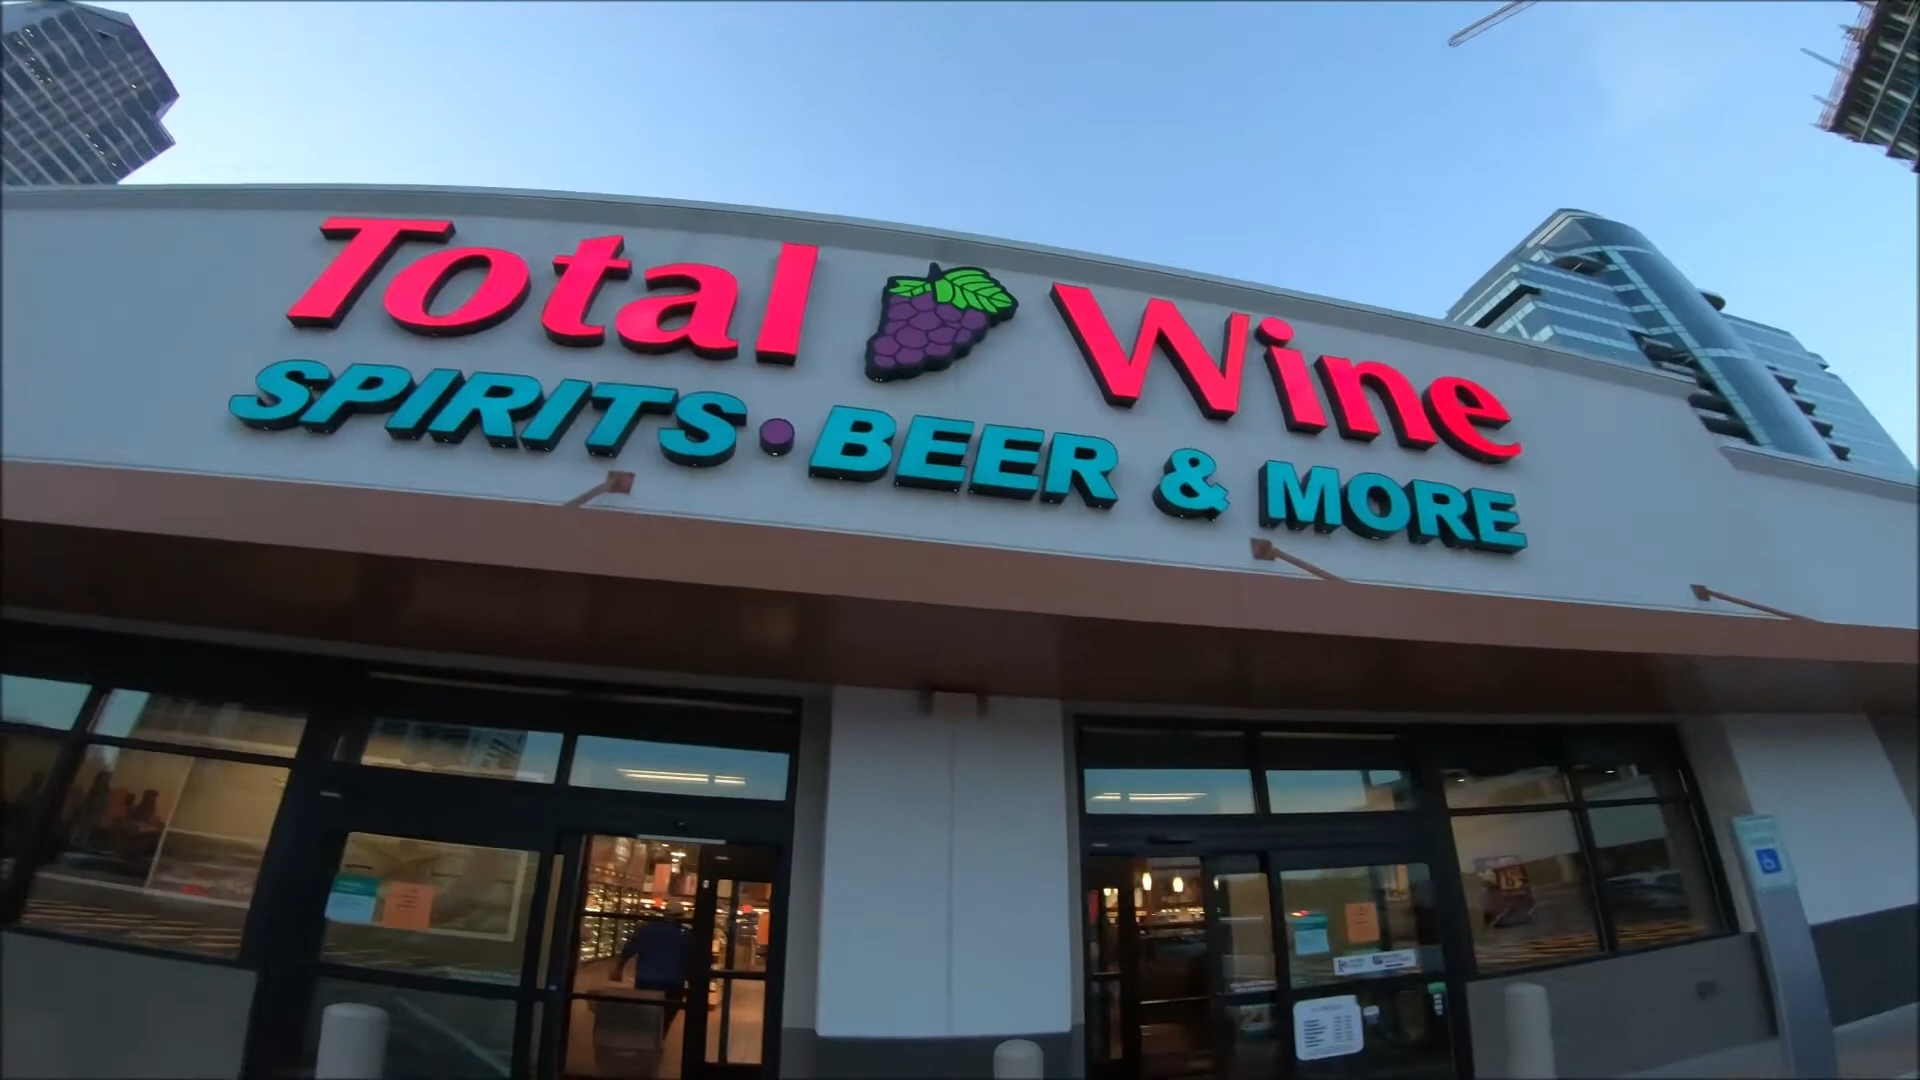 Total Wine
SPIRITS • BEER & MORE